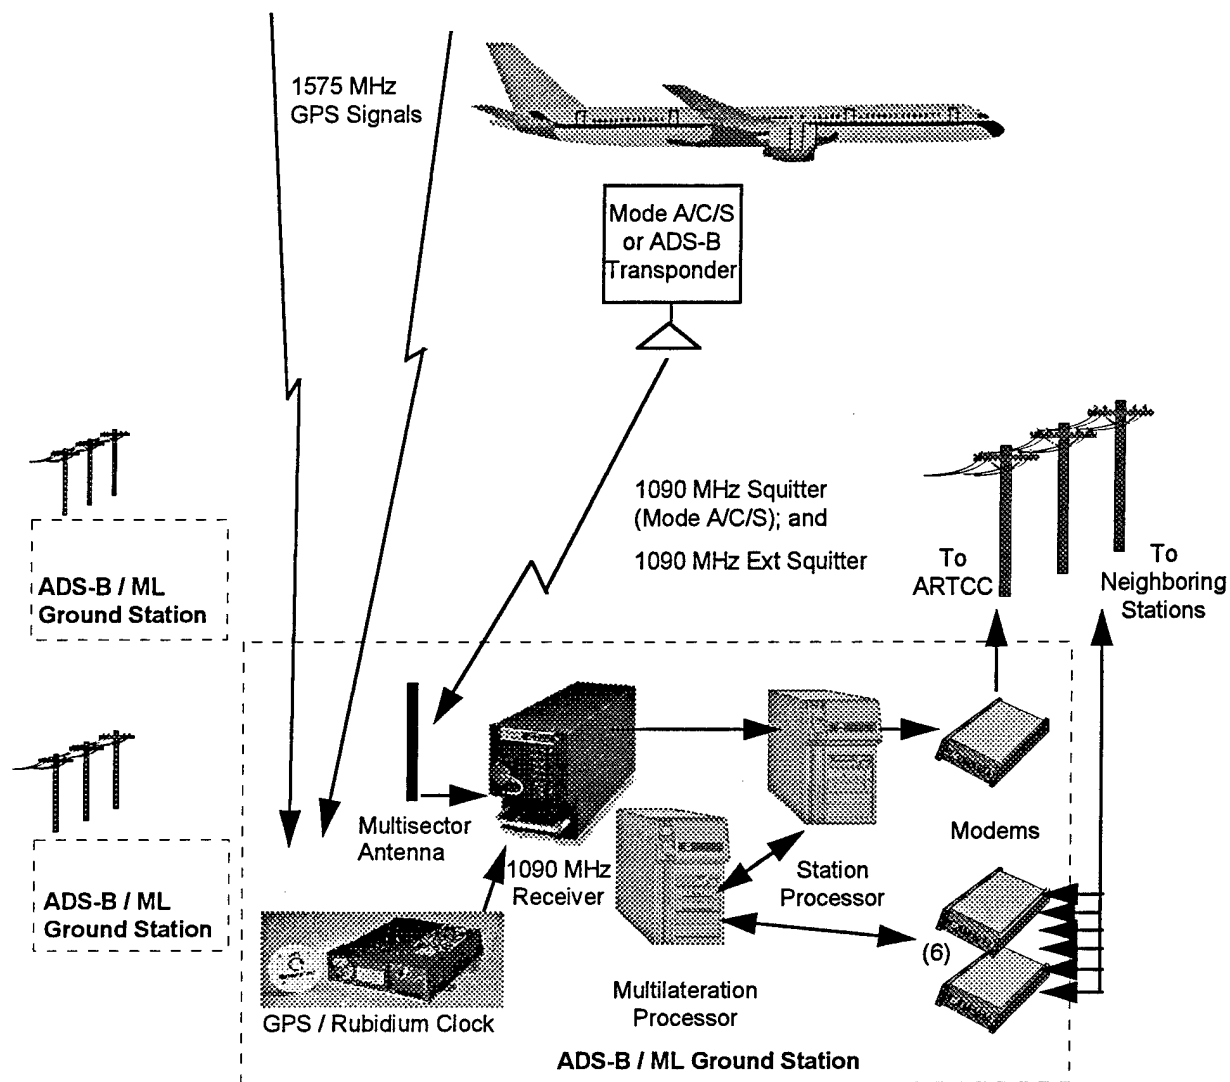 1575 MHz
GPS Signals
Mode A/C/S
or ADS-B
Transponder
1090 MHz Squitter
(Mode A/C/S); and
1090 MHz Ext Squitter
To
ARTCC
To
Neighboring
Stations
ADS-B / ML
Ground Station
ADS-B / ML
Ground Station
Multisector
Antenna
1090 MHz
Receiver
Station
Processor
Modems
(6)
GPS / Rubidium Clock
Multilateration
Processor
ADS-B / ML Ground Station